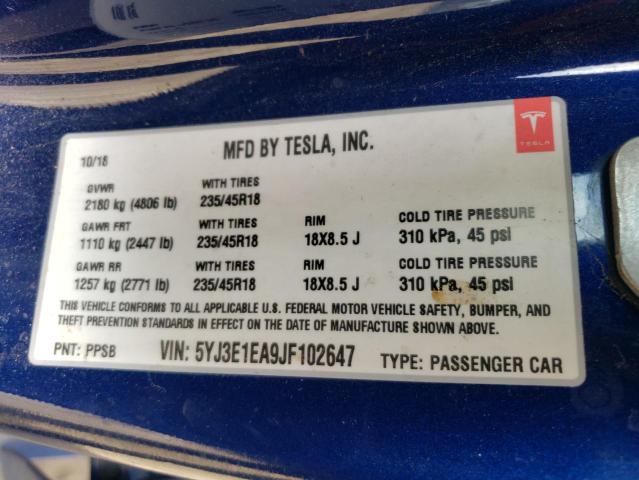 10/18
MFD BY TESLA, INC.
TESLA
GVWR WITH TIRES
2180 kg (4806 lb) 235/45R18
GAWR FRT WITH TIRES RIM COLD TIRE PRESSURE
1110 kg (2447 lb) 235/45R18 18X8.5 J 310 kPa, 45 psi
GAWR RR WITH TIRES RIM COLD TIRE PRESSURE
1257 kg (2771 lb) 235/45R18 18X8.5 J 310 kPa, 45 psi
THIS VEHICLE CONFORMS TO ALL APPLICABLE U.S. FEDERAL MOTOR VEHICLE SAFETY, BUMPER, AND
THEFT PREVENTION STANDARDS IN EFFECT ON THE DATE OF MANUFACTURE SHOWN ABOVE.
PNT: PPSB VIN: 5YJ3E1EA9JF102647 TYPE: PASSENGER CAR